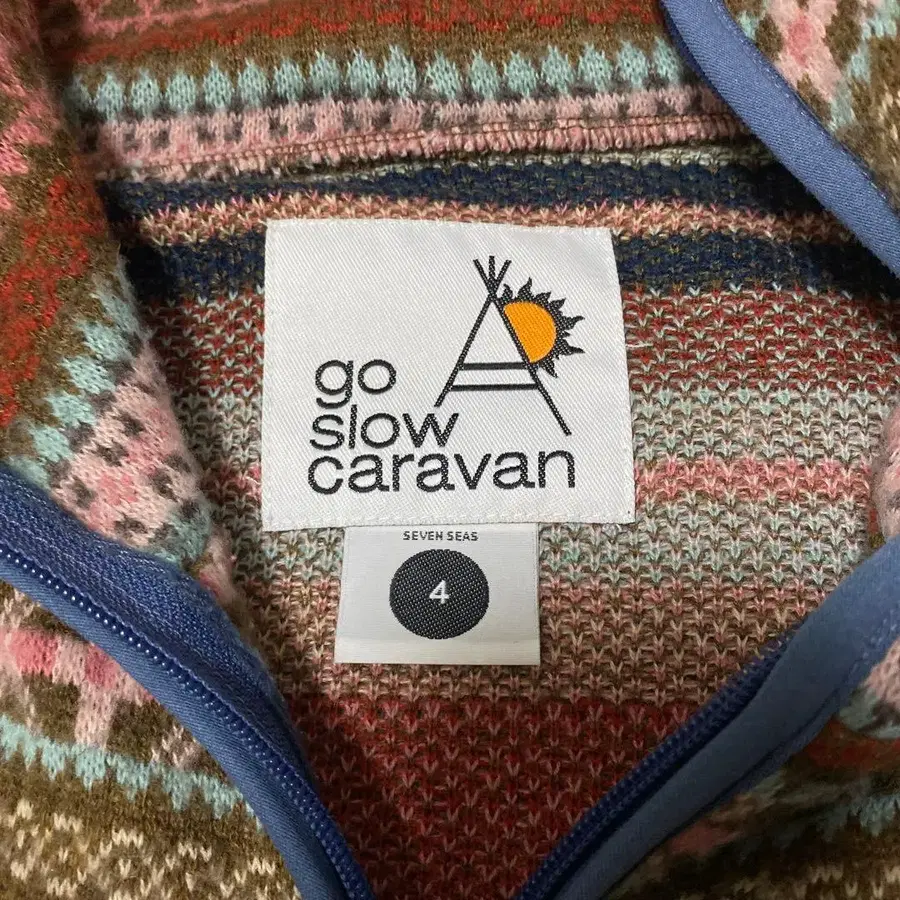 go
slow
caravan
SEVEN SEAS
4